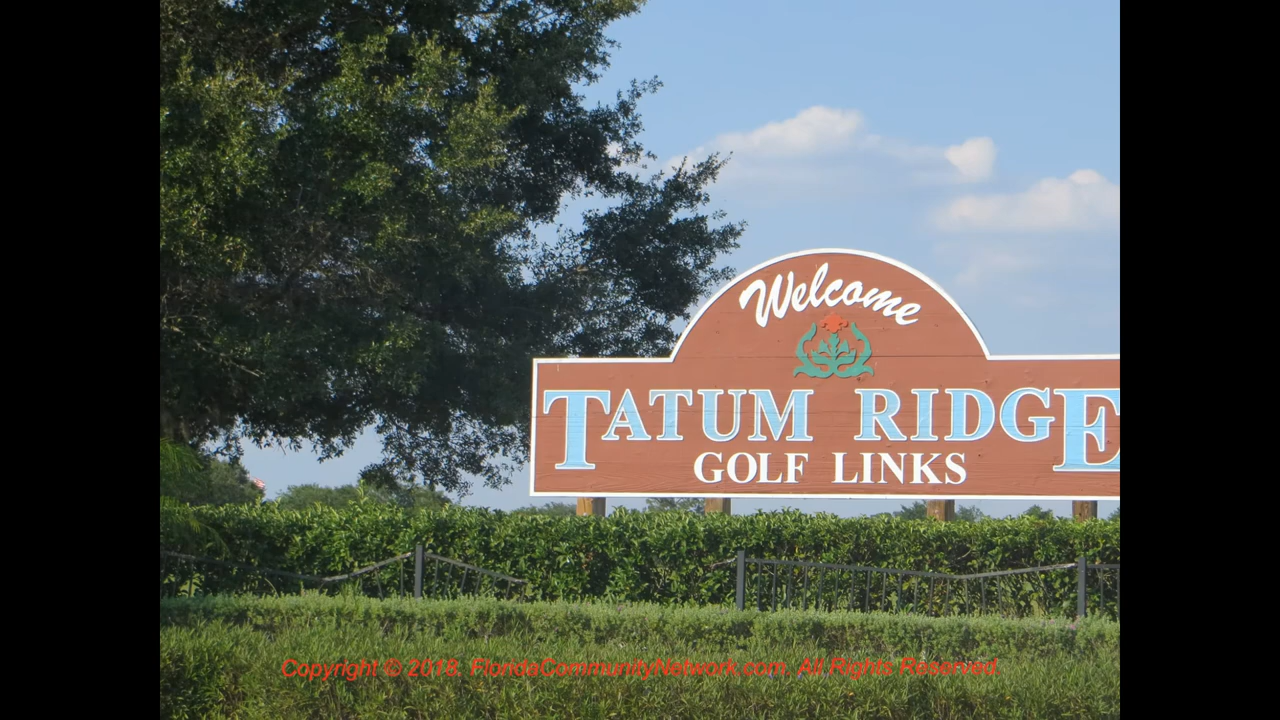 Welcome
TATUM RIDGE
GOLF LINKS
Copyright © 2018. FloridaCommunityNetwork.com. All Rights Reserved.